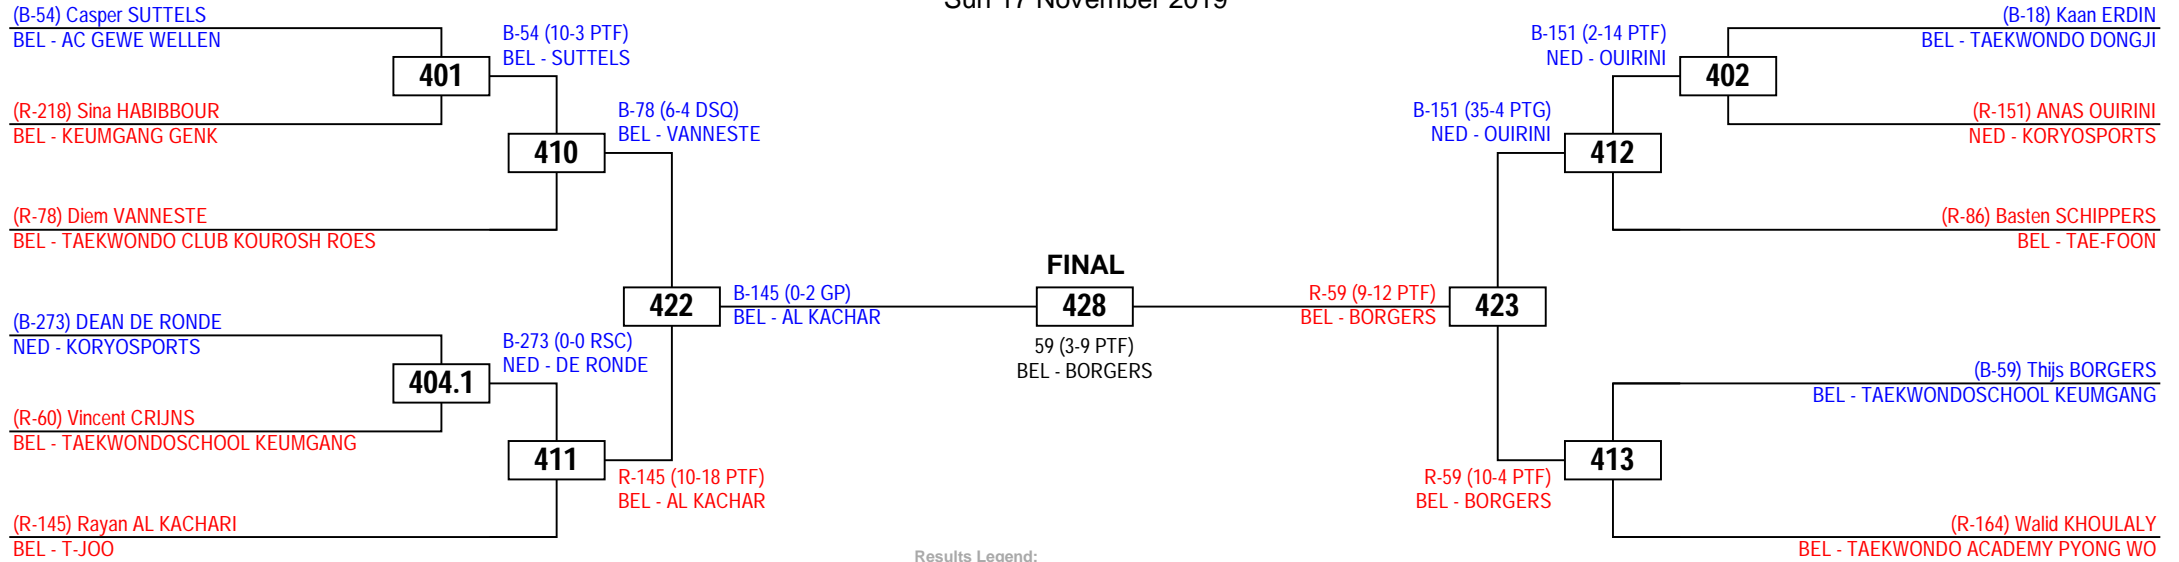 Sun 17 November 2019
(B-54) Casper SUTTELS
BEL - AC GEWE WELLEN
401
B-54 (10-3 PTF)
BEL - SUTTELS
(R-218) Sina HABIBBOUR
BEL - KEUMGANG GENK
410
B-78 (6-4 DSQ)
BEL - VANNESTE
(R-78) Diem VANNESTE
BEL - TAEKWONDO CLUB KOUROSH ROES
422
B-145 (0-2 GP)
BEL - AL KACHAR
(B-273) DEAN DE RONDE
NED - KORYOSPORTS
404.1
B-273 (0-0 RSC)
NED - DE RONDE
(R-60) Vincent CRIJNS
BEL - TAEKWONDOSCHOOL KEUMGANG
411
R-145 (10-18 PTF)
BEL - AL KACHAR
(R-145) Rayan AL KACHARI
BEL - T-JOO
FINAL
428
59 (3-9 PTF)
BEL - BORGERS
(B-18) Kaan ERDIN
BEL - TAEKWONDO DONGJI
B-151 (2-14 PTF)
NED - OUIRINI
402
(R-151) ANAS OUIRINI
NED - KORYOSPORTS
B-151 (35-4 PTG)
NED - OUIRINI
412
(R-86) Basten SCHIPPERS
BEL - TAE-FOON
R-59 (9-12 PTF)
BEL - BORGERS
423
(B-59) Thijs BORGERS
BEL - TAEKWONDOSCHOOL KEUMGANG
R-59 (10-4 PTF)
BEL - BORGERS
413
(R-164) Walid KHOULALY
BEL - TAEKWONDO ACADEMY PYONG WO
Results Legend: